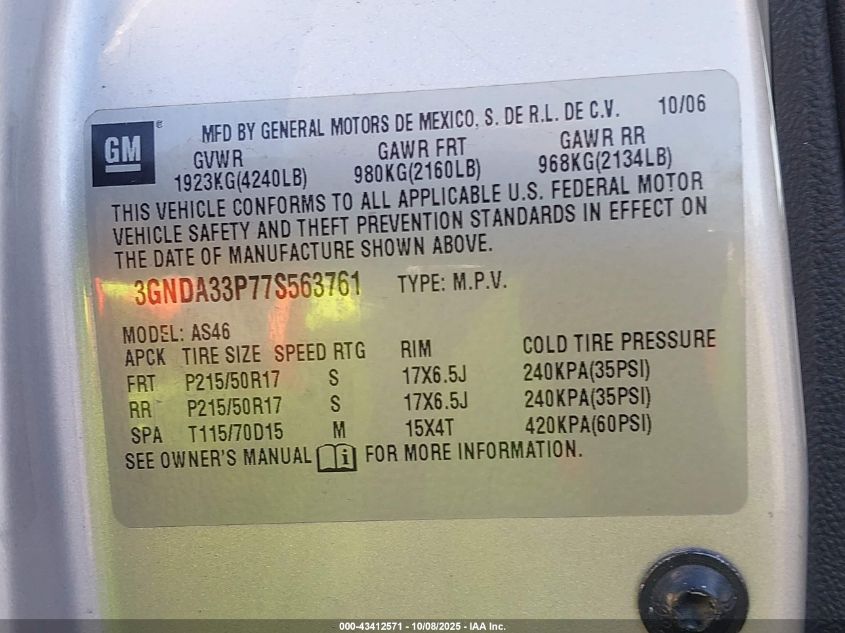 GM ®
MFD BY GENERAL MOTORS DE MEXICO, S. DE R.L. DE C.V. 10/06
GVWR GAWR FRT GAWR RR
1923KG(4240LB) 980KG(2160LB) 968KG(2134LB)
THIS VEHICLE CONFORMS TO ALL APPLICABLE U.S. FEDERAL MOTOR
VEHICLE SAFETY AND THEFT PREVENTION STANDARDS IN EFFECT ON
THE DATE OF MANUFACTURE SHOWN ABOVE.
3GNDA33P77S563761 TYPE: M.P.V.
MODEL: AS46
APCK TIRE SIZE SPEED RTG RIM COLD TIRE PRESSURE
FRT P215/50R17 S 17X6.5J 240KPA(35PSI)
RR P215/50R17 S 17X6.5J 240KPA(35PSI)
SPA T115/70D15 M 15X4T 420KPA(60PSI)
SEE OWNER'S MANUAL i FOR MORE INFORMATION.
000-43412571 - 10/08/2025 - IAA Inc.